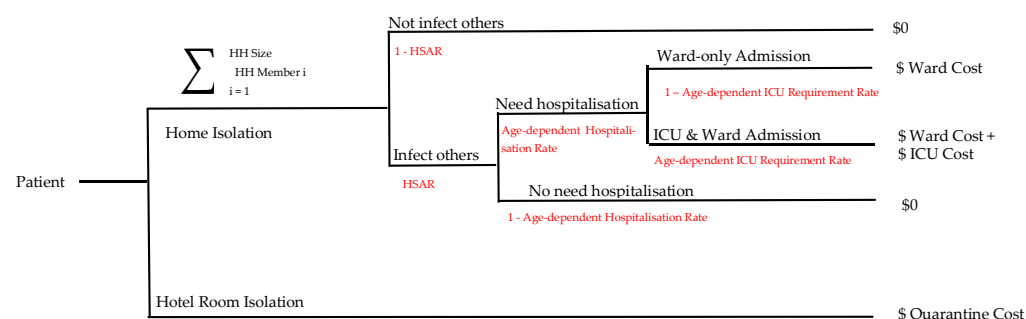 Not infect others
$0
1 - HSAR
∑
HH Size
HH Member i
i = 1
Ward-only Admission
$ Ward Cost
1 – Age-dependent ICU Requirement Rate
Need hospitalisation
Home Isolation
Age-dependent Hospitali-
sation Rate
ICU & Ward Admission
$ Ward Cost +
$ ICU Cost
Infect others
Age-dependent ICU Requirement Rate
Patient
HSAR
No need hospitalisation
$0
1 - Age-dependent Hospitalisation Rate
Hotel Room Isolation
$ Quarantine Cost